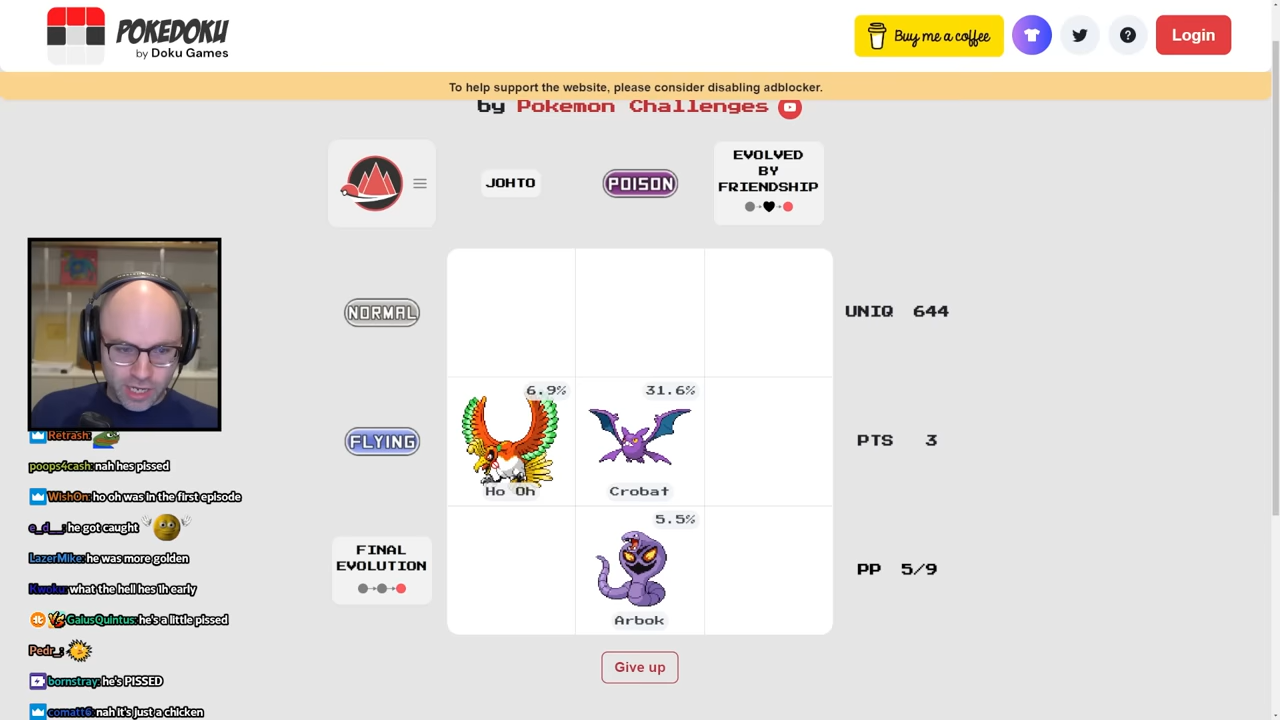 POKEDOKU
by Doku Games
Buy me a coffee
Login
To help support the website, please consider disabling adblocker.
by Pokemon Challenges
JOHTO
POISON
EVOLVED
BY
FRIENDSHIP
NORMAL
UNIQ 644
6.9%
31.6%
FLYING
PTS 3
Ho Oh
Crobat
5.5%
FINAL
EVOLUTION
PP 5/9
Arbok
Give up
Retrash:
poops4cash: nah hes pissed
WishOn: ho oh was in the first episode
e_d__: he got caught
LazerMike: he was more golden
Kwoku: what the hell hes ih early
GaiusQuintus: he's a little pissed
Pedr_:
bornstray: he's PISSED
comatt6: nah it's just a chicken